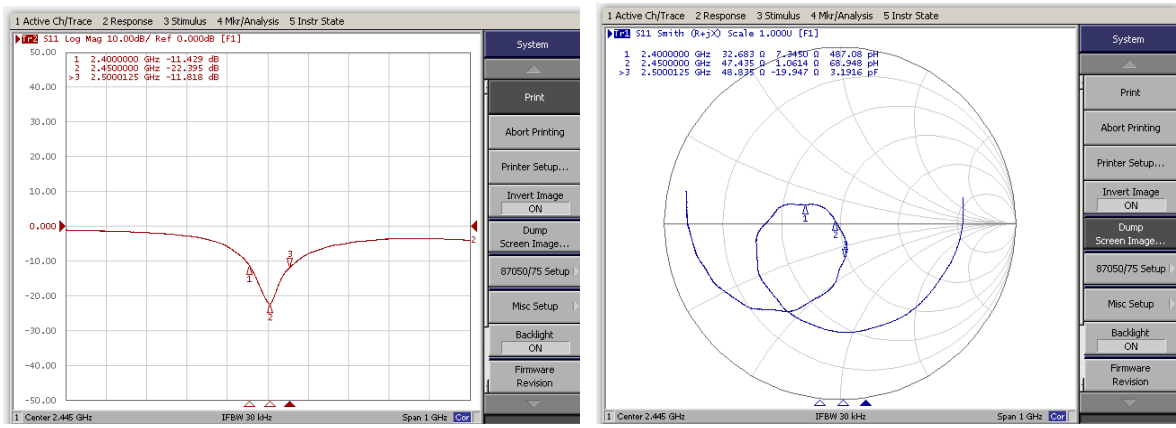 1 Active Ch/Trace 2 Response 3 Stimulus 4 Mkr/Analysis 5 Instr State
Tr2 S11 Log Mag 10.00dB/ Ref 0.000dB [F1]
50.00
1 2.4000000 GHz -11.429 dB
2 2.4500000 GHz -22.395 dB
>3 2.5000125 GHz -11.818 dB
40.00
30.00
20.00
10.00
0.000
-10.00
-20.00
-30.00
-40.00
-50.00
1
2
3
2
1 Center 2.445 GHz IFBW 30 kHz Span 1 GHz Cor
System
Print
Abort Printing
Printer Setup...
Invert Image
ON
Dump
Screen Image...
87050/75 Setup
Misc Setup
Backlight
ON
Firmware
Revision
1 Active Ch/Trace 2 Response 3 Stimulus 4 Mkr/Analysis 5 Instr State
Tr1 S11 Smith (R+jX) Scale 1.000U [F1]
1 2.4000000 GHz 32.683 Ω 7.3450 Ω 487.08 pH
2 2.4500000 GHz 47.435 Ω 1.0614 Ω 68.948 pH
>3 2.5000125 GHz 48.835 Ω -19.947 Ω 3.1916 pF
1
2
1 Center 2.445 GHz IFBW 30 kHz Span 1 GHz Cor
System
Print
Abort Printing
Printer Setup...
Invert Image
ON
Dump
Screen Image...
87050/75 Setup
Misc Setup
Backlight
ON
Firmware
Revision